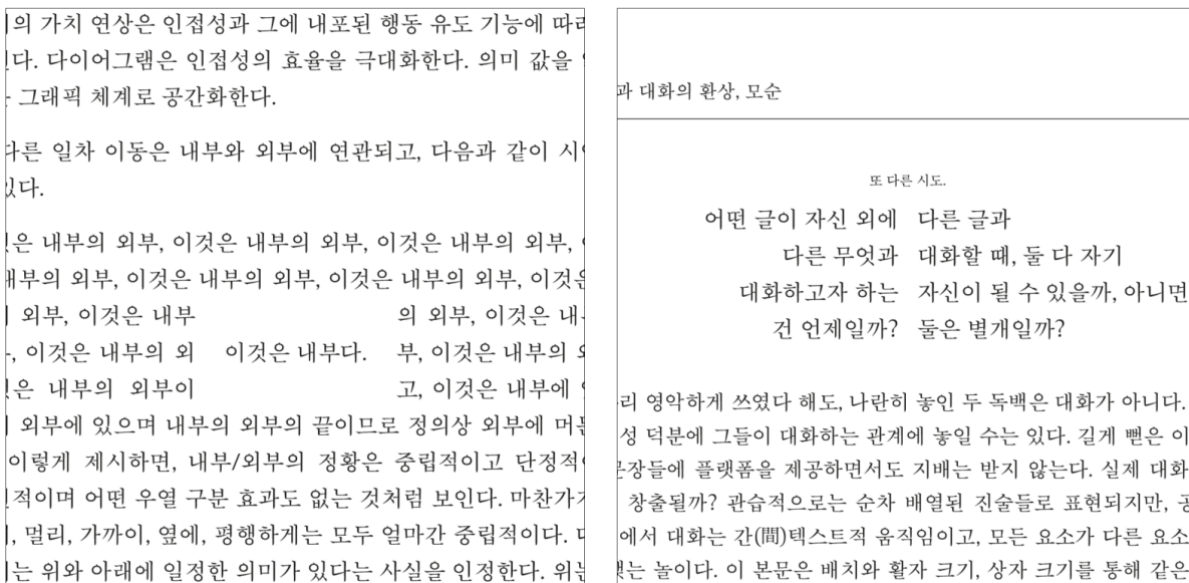 의 가치 연상은 인접성과 그에 내포된 행동 유도 기능에 따라
다. 다이어그램은 인접성의 효율을 극대화한다. 의미 값을
그래픽 체계로 공간화한다.
다른 일차 이동은 내부와 외부에 연관되고, 다음과 같이
있다.
은 내부의 외부, 이것은 내부의 외부, 이것은 내부의 외부,
내부의 외부, 이것은 내부의 외부, 이것은 내부의 외부, 이것은
외부, 이것은 내부 의 외부, 이것은
이것은 내부의 외 이것은 내부다. 부, 이것은 내부의
은 내부의 외부이 고, 이것은 내부에
외부에 있으며 내부의 외부의 끝이므로 정의상 외부에
이렇게 제시하면, 내부/외부의 정황은 중립적이고
적이며 어떤 우열 구분 효과도 없는 것처럼 보인다.
멀리, 가까이, 옆에, 평행하게는 모두 얼마간 중립적이다.
는 위와 아래에 일정한 의미가 있다는 사실을 인정한다. 위는
과 대화의 환상, 모순
또 다른 시도.
어떤 글이 자신 외에 다른 글과
다른 무엇과 대화할 때, 둘 다 자기
대화하고자 하는 자신이 될 수 있을까, 아니면
건 언제일까? 둘은 별개일까?
리 영악하게 쓰였다 해도, 나란히 놓인 두 독백은 대화가 아니다.
성 덕분에 그들이 대화하는 관계에 놓일 수는 있다. 길게 뻗은 이
문장들에 플랫폼을 제공하면서도 지배는 받지 않는다. 실제 대화
창출될까? 관습적으로는 순차 배열된 진술들로 표현되지만,
에서 대화는 간(間)텍스트적 움직임이고, 모든 요소가 다른 요소
는 놀이다. 이 본문은 배치와 활자 크기, 상자 크기를 통해 같은